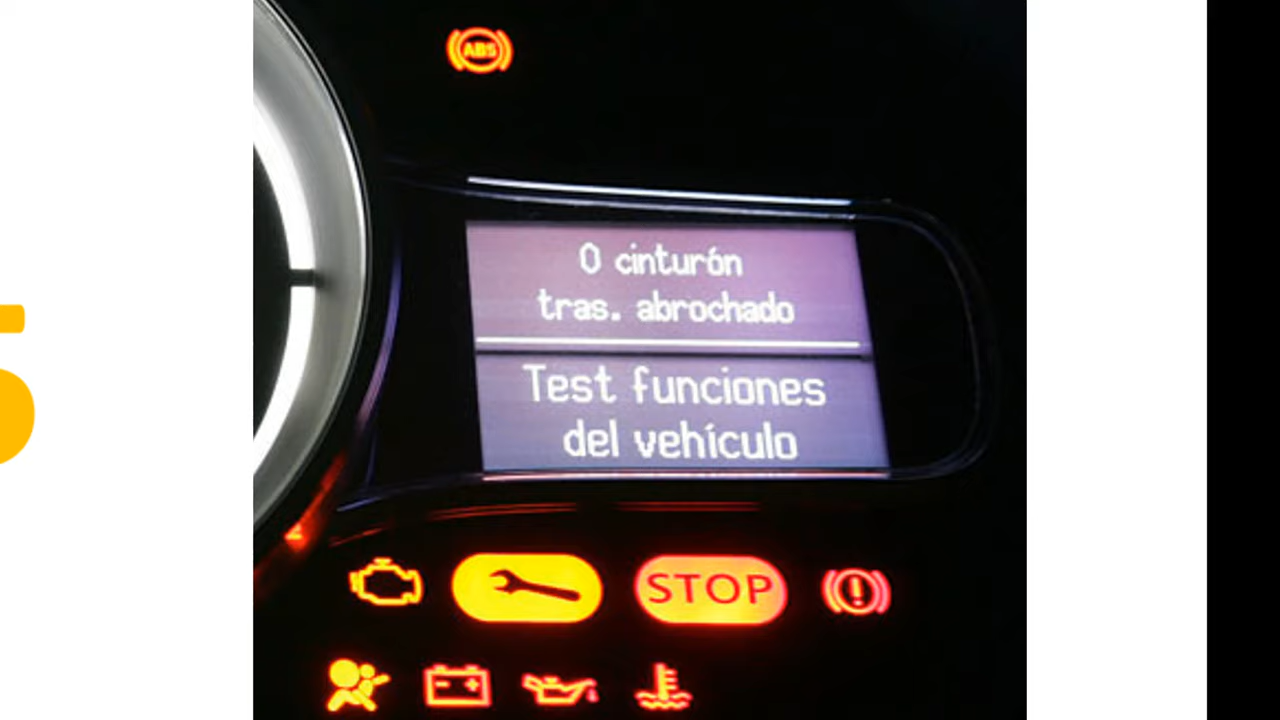 ABS
0 cinturón
tras. abrochado
Test funciones
del vehículo
STOP